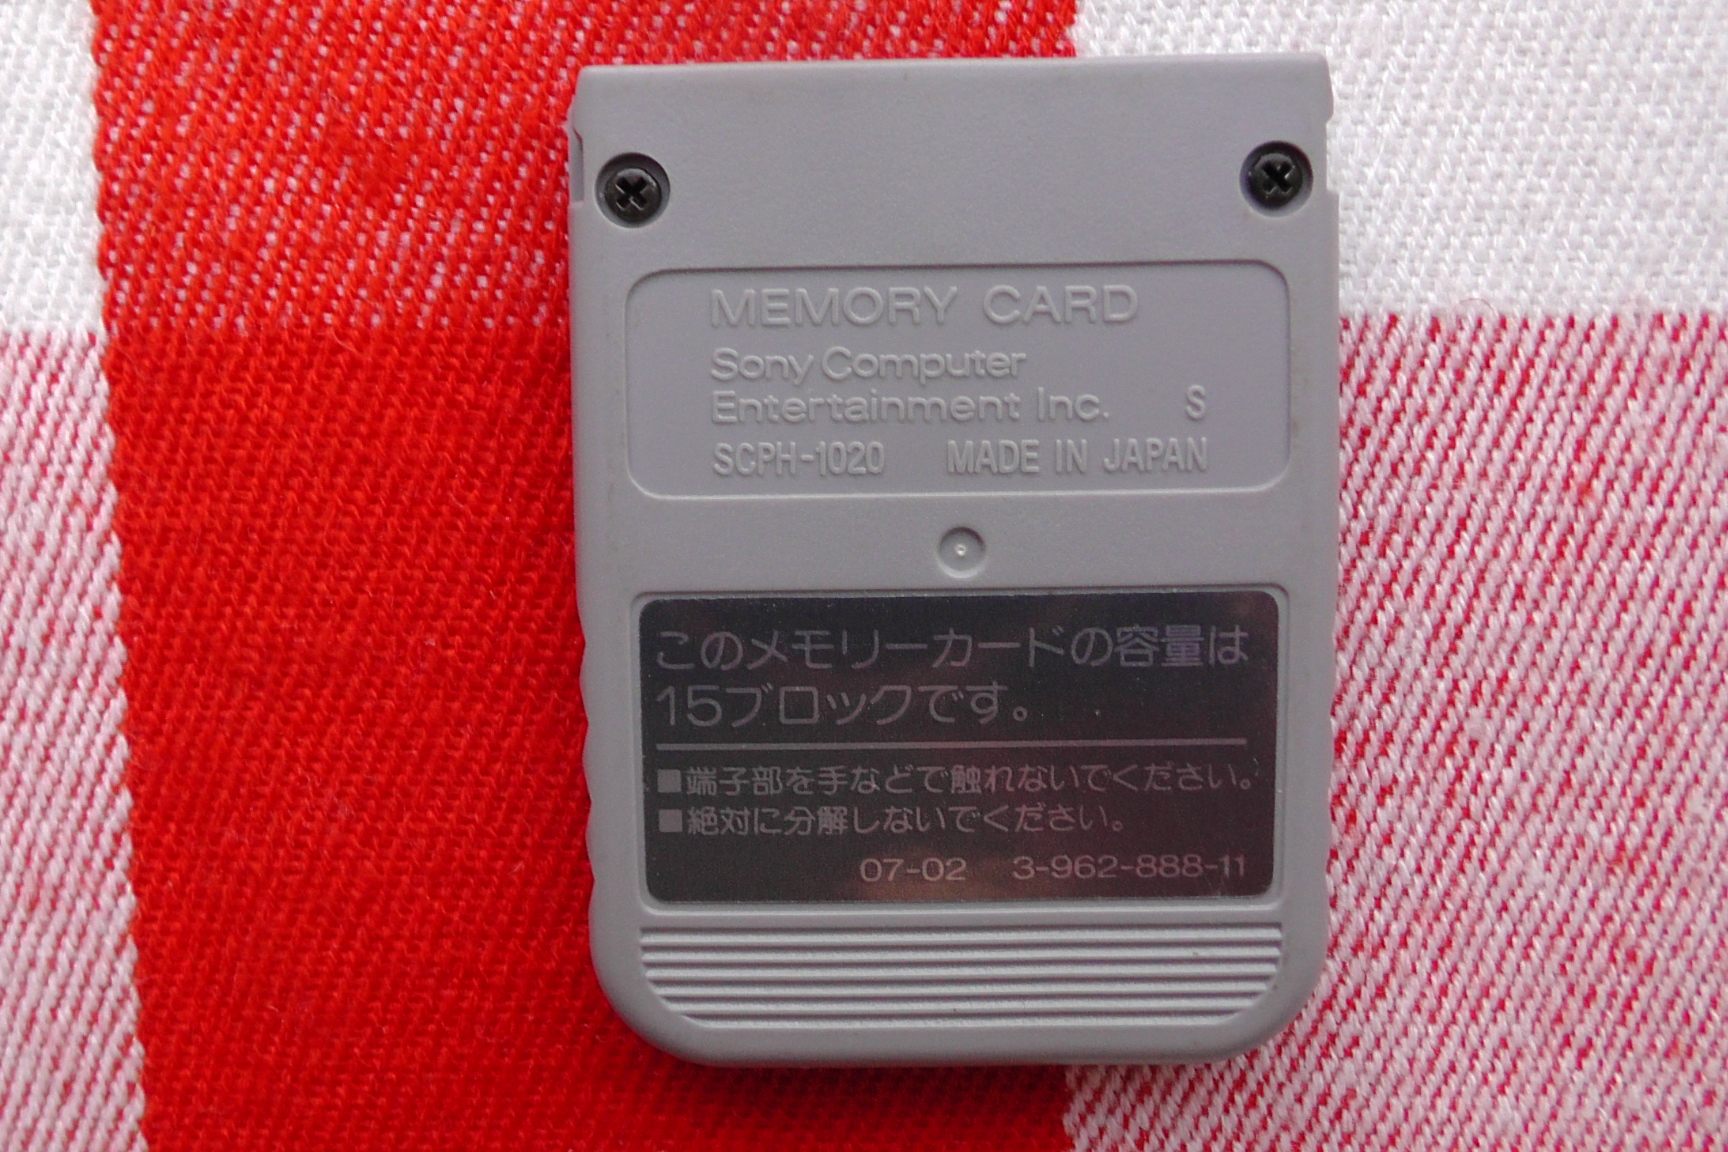 MEMORY CARD
Sony Computer
Entertainment Inc. S
SCPH-1020 MADE IN JAPAN
このメモリーカードの容量は
15ブロックです。
■端子部を手などで触れないでください。
■絶対に分解しないでください。
07-02 3-962-888-11